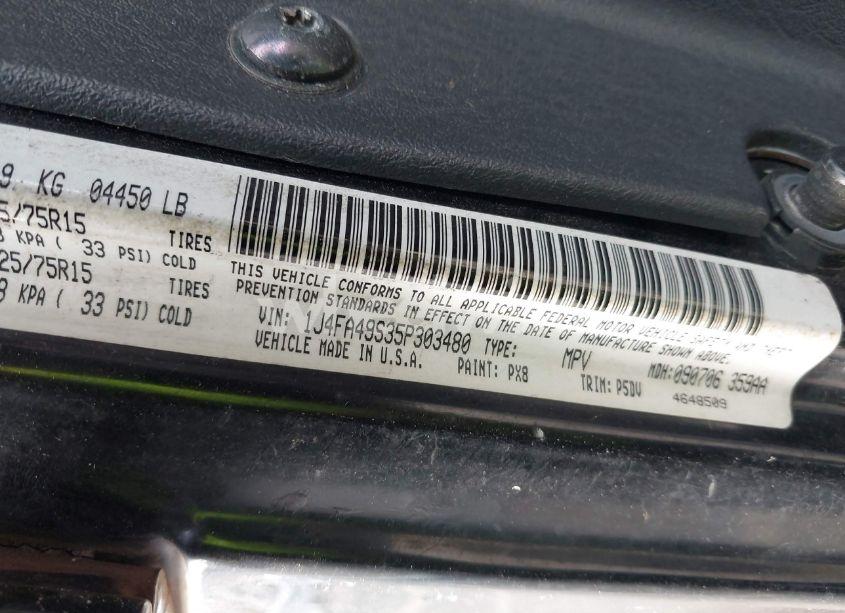 9 KG 04450 LB
5/75R15 TIRES
KPA ( 33 PSI) COLD
25/75R15 TIRES
8 KPA ( 33 PSI) COLD
THIS VEHICLE CONFORMS TO ALL APPLICABLE FEDERAL MOTOR VEHICLE SAFETY AND THEFT
PREVENTION STANDARDS IN EFFECT ON THE DATE OF MANUFACTURE SHOWN ABOVE.
VIN: 1J4FA49S35P303480 TYPE: MPV MDH:090706 359AA
VEHICLE MADE IN U.S.A. PAINT: PX8 TRIM: P5DV 4648509